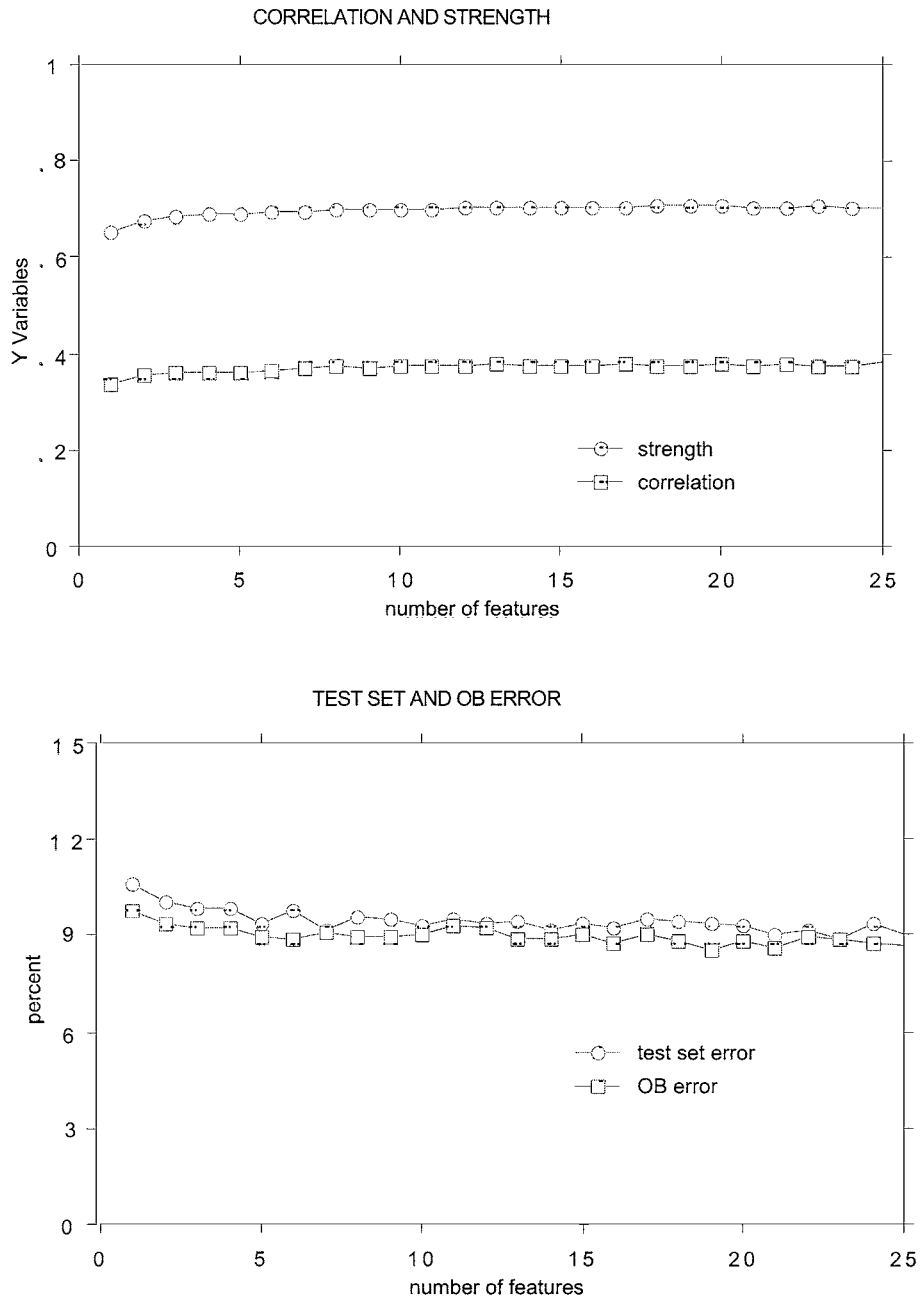 CORRELATION AND STRENGTH
1
.8
.6
.4
.2
0
Y Variables
0 5 10 15 20 25
number of features
strength
correlation
TEST SET AND OB ERROR
15
12
9
6
3
0
percent
0 5 10 15 20 25
number of features
test set error
OB error